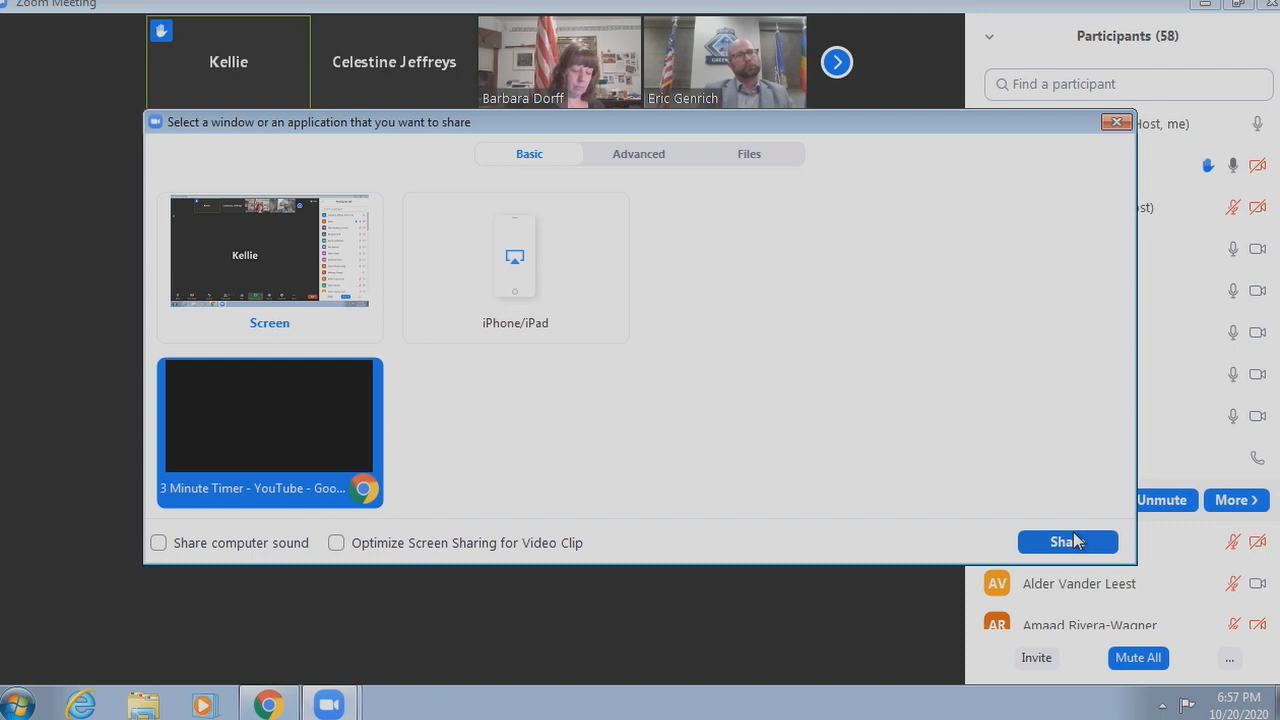 Zoom Meeting
Kellie
Celestine Jeffreys
Barbara Dorff
Eric Genrich
Participants (58)
Find a participant
Select a window or an application that you want to share
Basic
Advanced
Files
Host, me)
Kellie
Screen
iPhone/iPad
3 Minute Timer - YouTube - Goo...
Share computer sound
Optimize Screen Sharing for Video Clip
Unmute
More >
AV
Alder Vander Leest
AR
Amaad Rivera-Wagner
Invite
Mute All
...
6:57 PM
10/20/2020